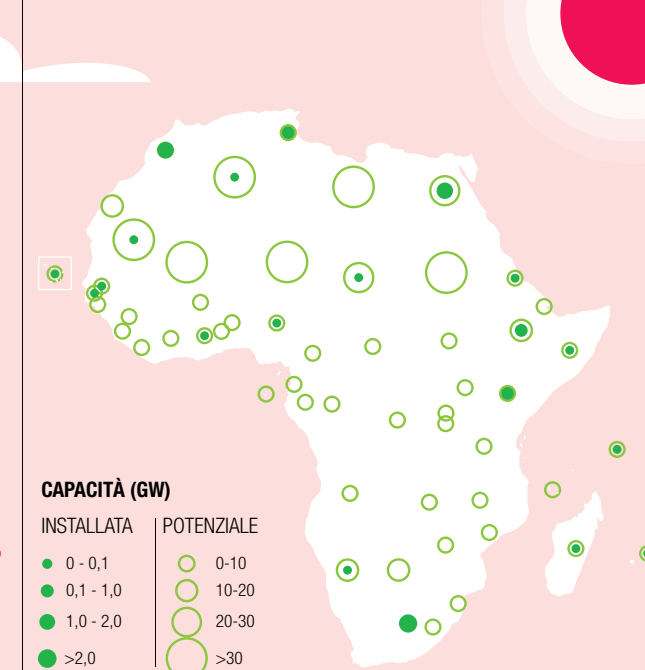 CAPACITÀ (GW)
INSTALLATA POTENZIALE
0 - 0,1 0-10
0,1 - 1,0 10-20
1,0 - 2,0 20-30
>2,0 >30